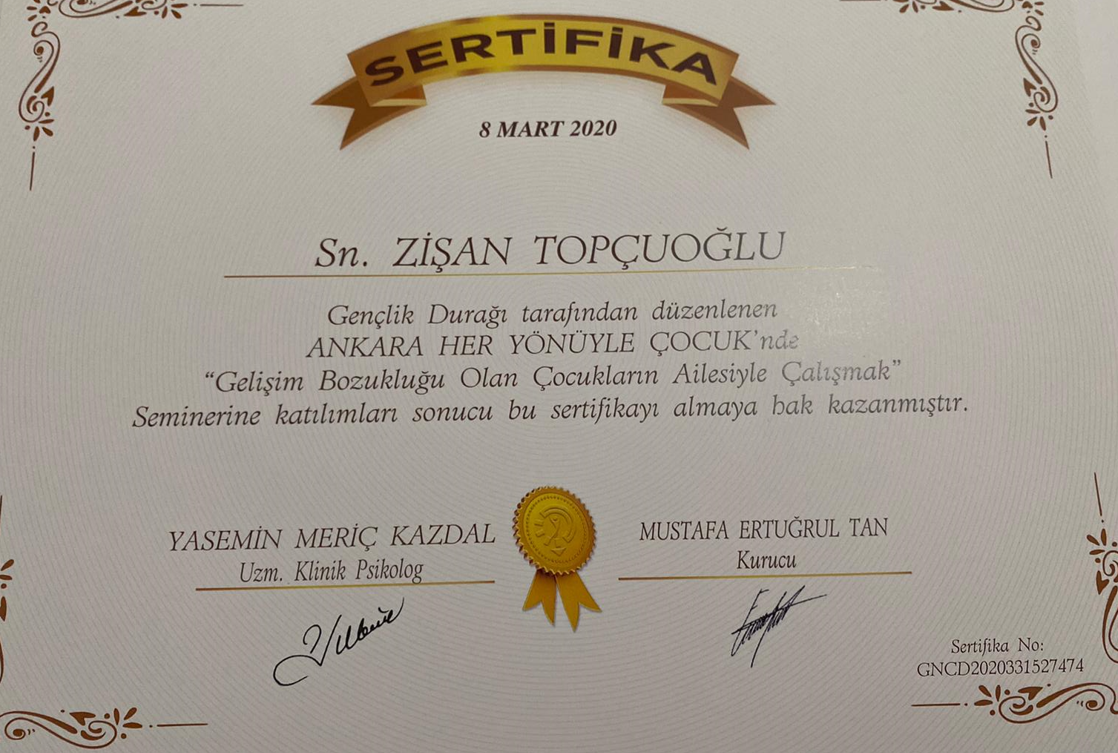 SERTİFİKA
8 MART 2020
Sn. ZİŞAN TOPÇUOĞLU
Gençlik Durağı tarafından düzenlenen
ANKARA HER YÖNÜYLE ÇOCUK'nde
"Gelişim Bozukluğu Olan Çocukların Ailesiyle Çalışmak"
Seminerine katılımları sonucu bu sertifikayı almaya hak kazanmıştır.
YASEMİN MERİÇ KAZDAL
Uzm. Klinik Psikolog
MUSTAFA ERTUĞRUL TAN
Kurucu
Sertifika No:
GNCD2020331527474